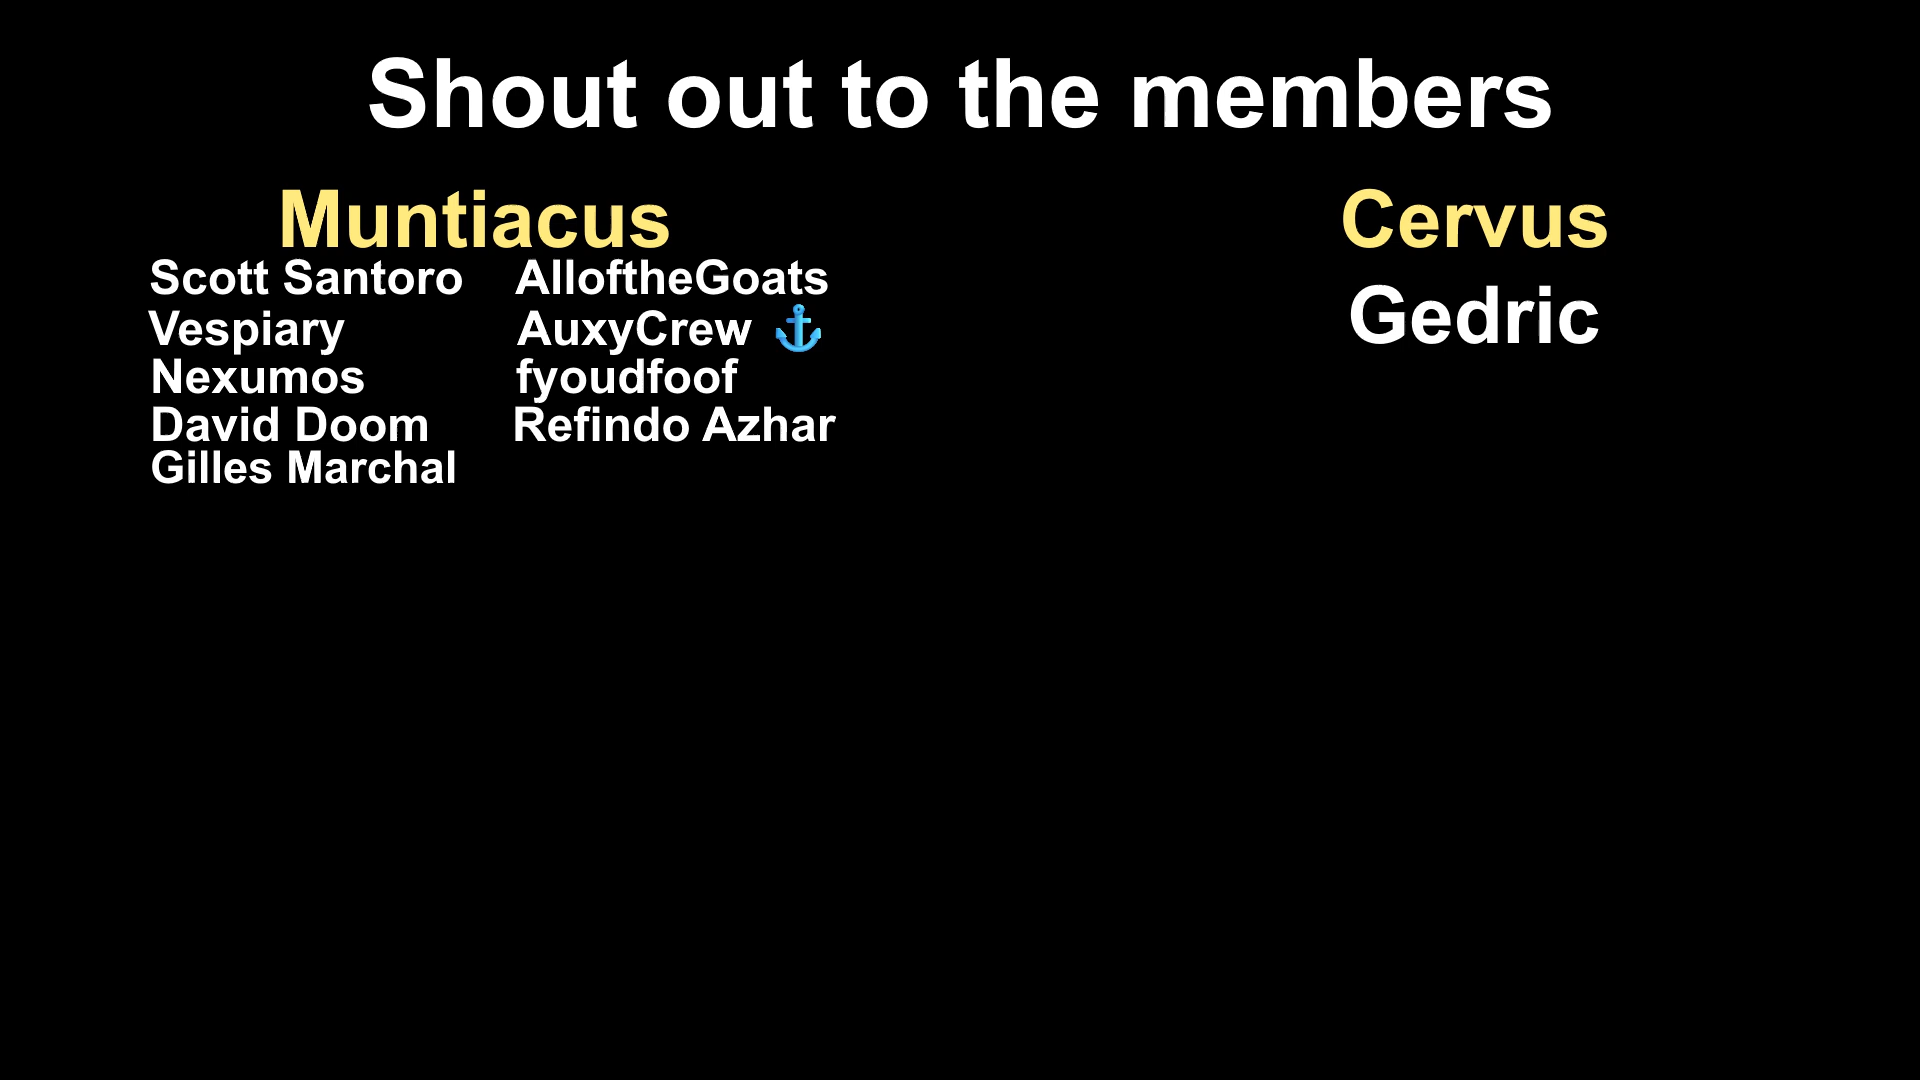 Shout out to the members
Muntiacus
Scott Santoro
Vespiary
Nexumos
David Doom
Gilles Marchal
AlloftheGoats
AuxyCrew ⚓
fyoudfoof
Refindo Azhar
Cervus
Gedric